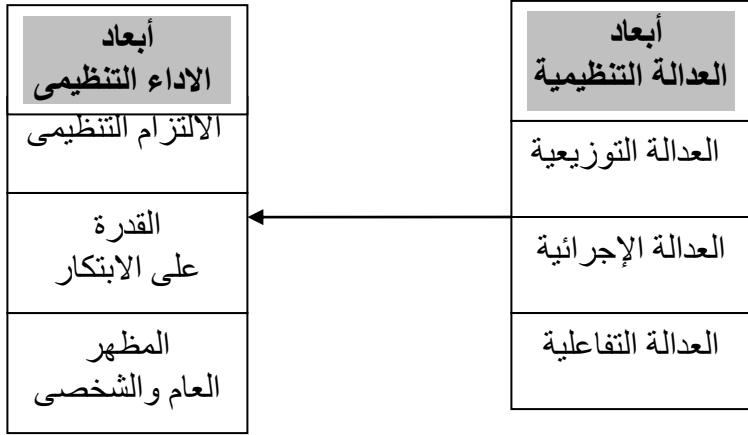 أبعاد
العدالة التنظيمية
العدالة التوزيعية
العدالة الإجرائية
العدالة التفاعلية
أبعاد
الاداء التنظيمى
الالتزام التنظيمى
القدرة
على الابتكار
المظهر
العام والشخصى